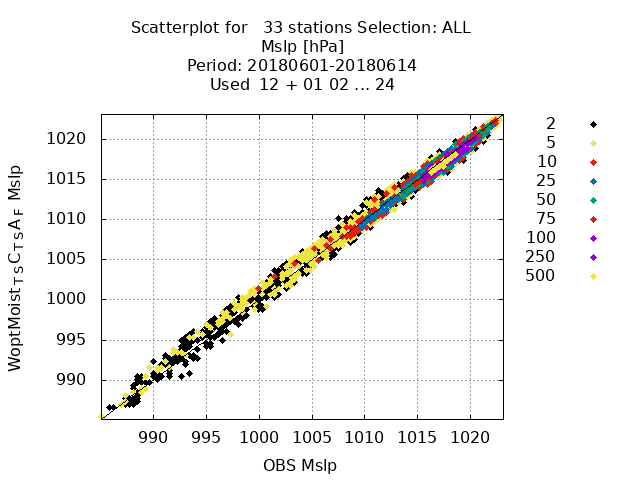 Scatterplot for   33 stations Selection: ALL
Mslp [hPa]
Period: 20180601-20180614
Used  12 + 01 02 ... 24
WoptMoist_TS C_TS A_F Mslp
1020
1015
1010
1005
1000
995
990
990 995 1000 1005 1010 1015 1020
OBS Mslp
2
5
10
25
50
75
100
250
500